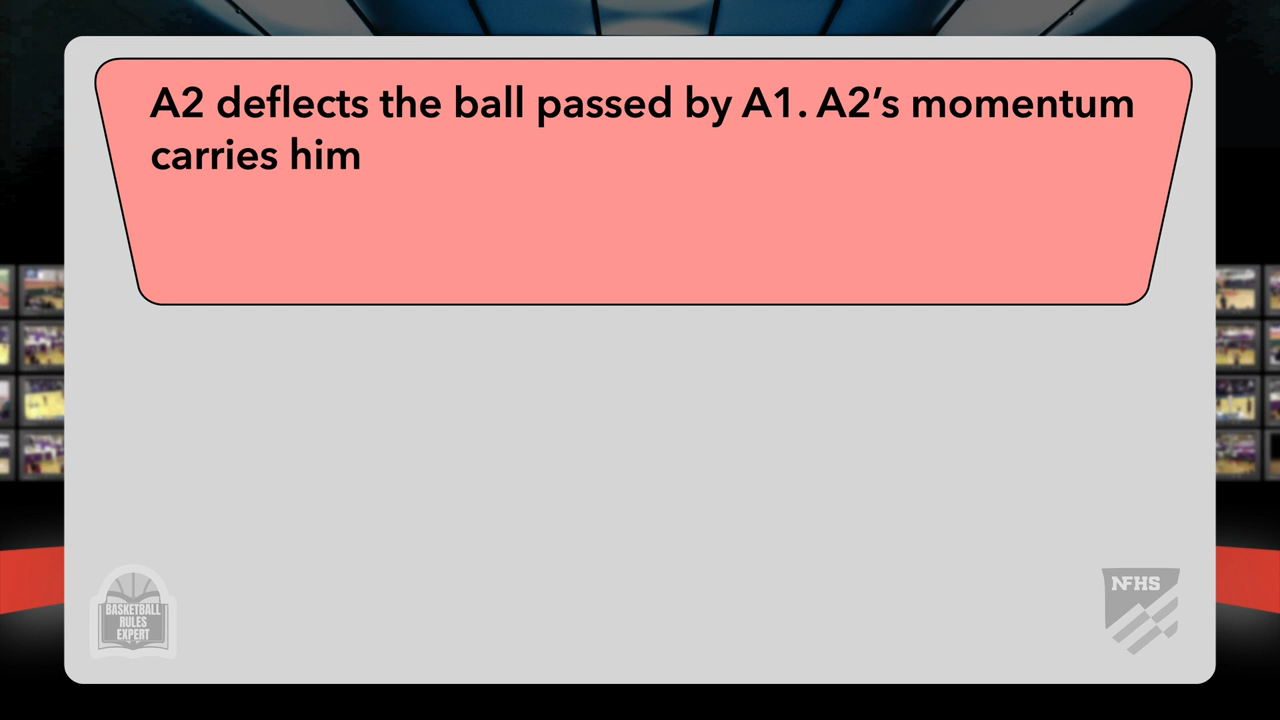 A2 deflects the ball passed by A1. A2’s momentum
carries him
BASKETBALL
RULES
EXPERT
NFHS